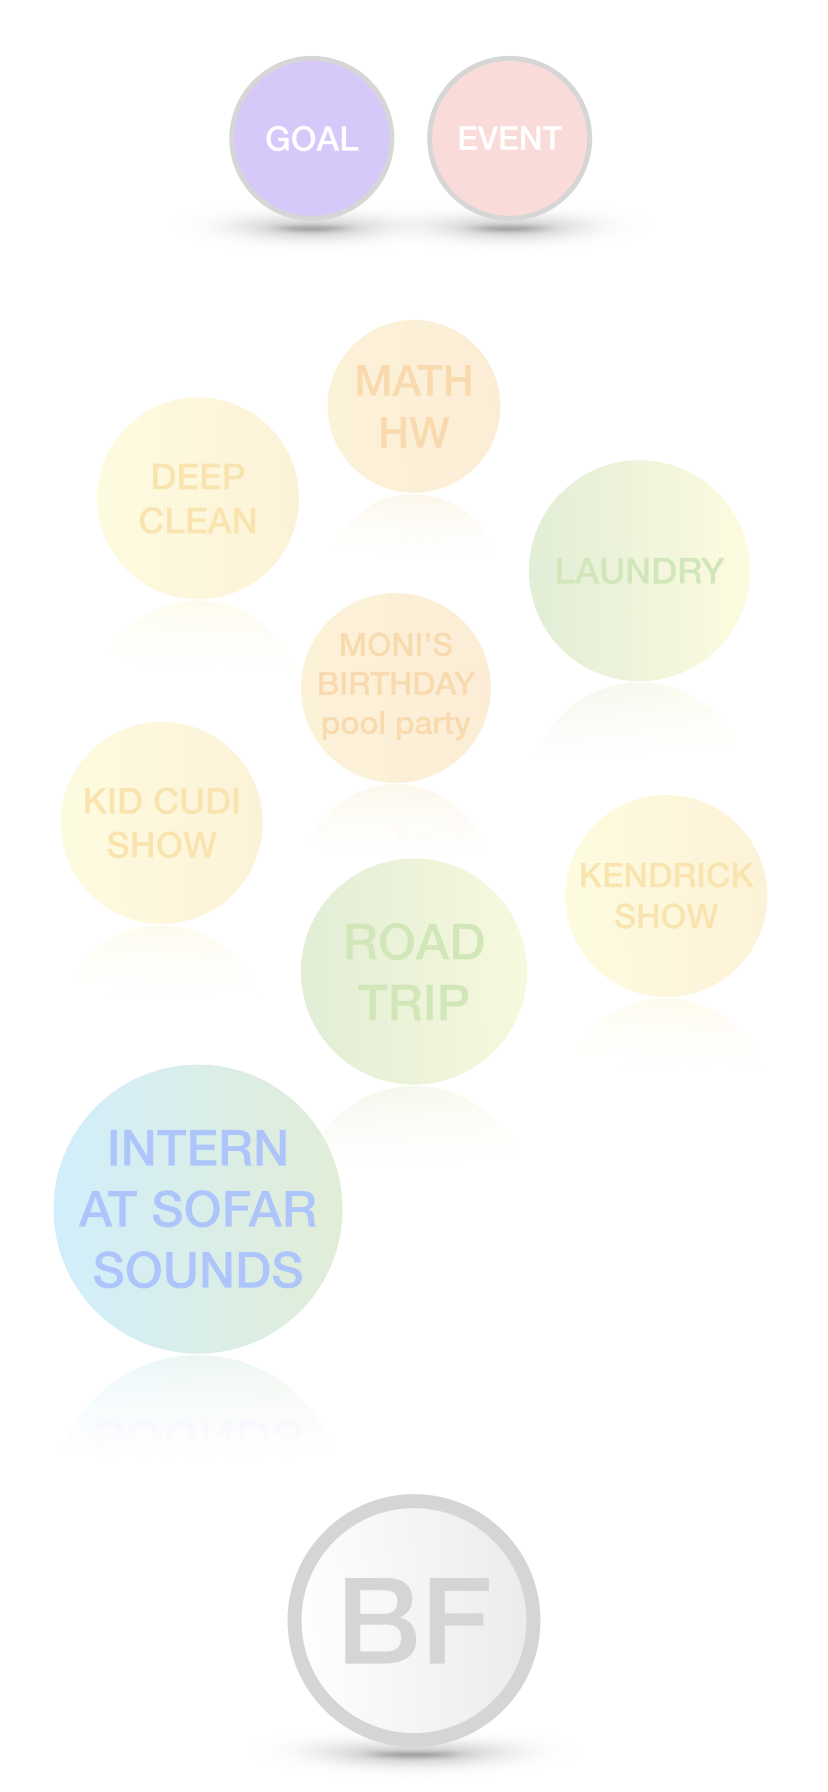 GOAL
EVENT
MATH
HW
DEEP
CLEAN
LAUNDRY
MONI’S
BIRTHDAY
pool party
KID CUDI
SHOW
KENDRICK
SHOW
ROAD
TRIP
INTERN
AT SOFAR
SOUNDS
BF